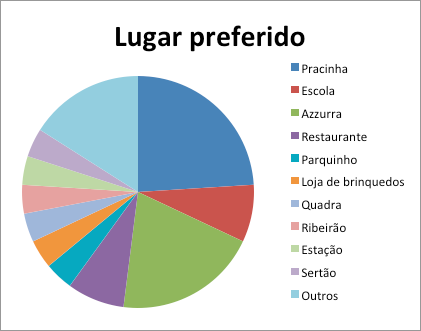 Lugar preferido
Pracinha
Escola
Azzurra
Restaurante
Parquinho
Loja de brinquedos
Quadra
Ribeirão
Estação
Sertão
Outros